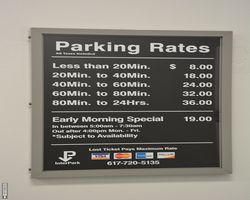 Parking Rates
All Taxes Included
Less than 20Min. $ 8.00
20Min. to 40Min. 18.00
40Min. to 60Min. 24.00
60Min. to 80Min. 32.00
80Min. to 24Hrs. 36.00
Early Morning Special 19.00
In between 5:00am - 7:30am
Out after 4:00pm Mon. - Fri.
*Subject to Availability
Lost Ticket Pays Maximum Rate
VISA
InterPark
617-720-5135